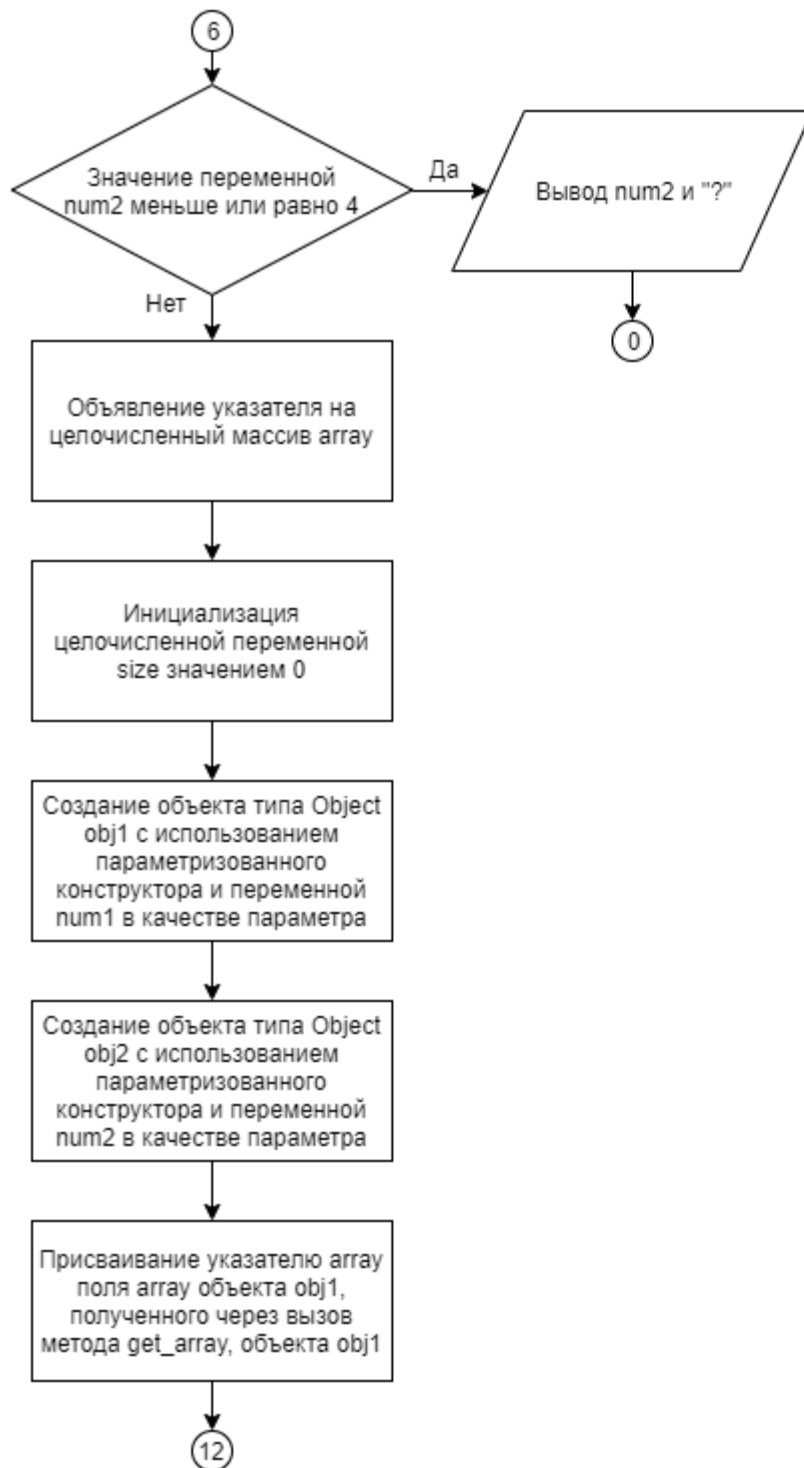 6
Значение переменной
num2 меньше или равно 4
Да
Вывод num2 и "?"
Нет
0
Объявление указателя на
целочисленный массив array
Инициализация
целочисленной переменной
size значением 0
Создание объекта типа Object
obj1 с использованием
параметризованного
конструктора и переменной
num1 в качестве параметра
Создание объекта типа Object
obj2 с использованием
параметризованного
конструктора и переменной
num2 в качестве параметра
Присваивание указателю array
поля array объекта obj1,
полученного через вызов
метода get_array, объекта obj1
12